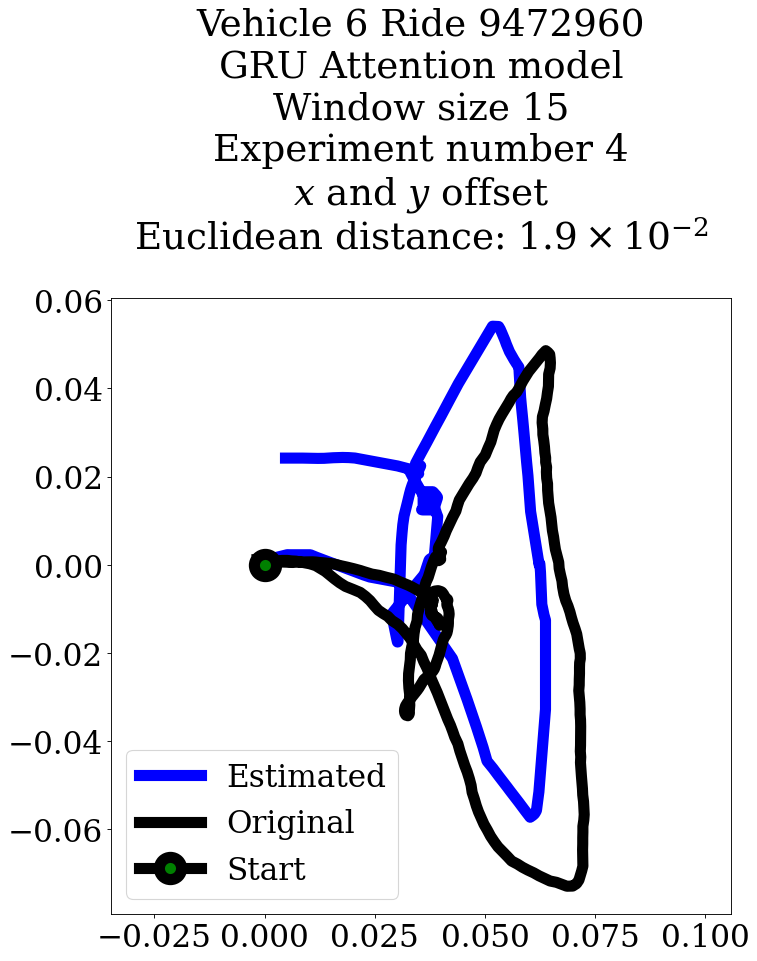 Vehicle 6 Ride 9472960
GRU Attention model
Window size 15
Experiment number 4
x and y offset
Euclidean distance: 1.9 × 10⁻²
0.06
0.04
0.02
0.00
−0.02
−0.04
−0.06
Estimated
Original
Start
−0.025 0.000 0.025 0.050 0.075 0.100